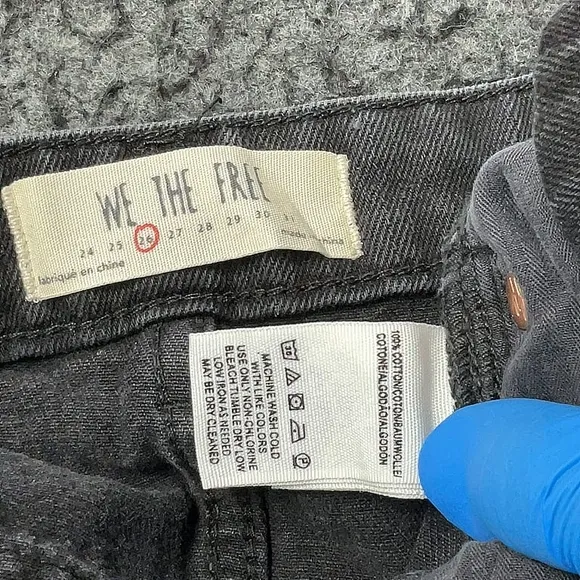 WE THE FREE
24 25 26 27 28 29 30 31
fabriqué en chine
made in china
100% COTTON/COTON/BAUMWOLLE/
COTONE/ALGODÃO/ALGODON
MACHINE WASH COLD
WITH LIKE COLORS
USE ONLY NON-CHLORINE
BLEACH TUMBLE DRY LOW
LOW IRON AS NEEDED
MAY BE DRY CLEANED